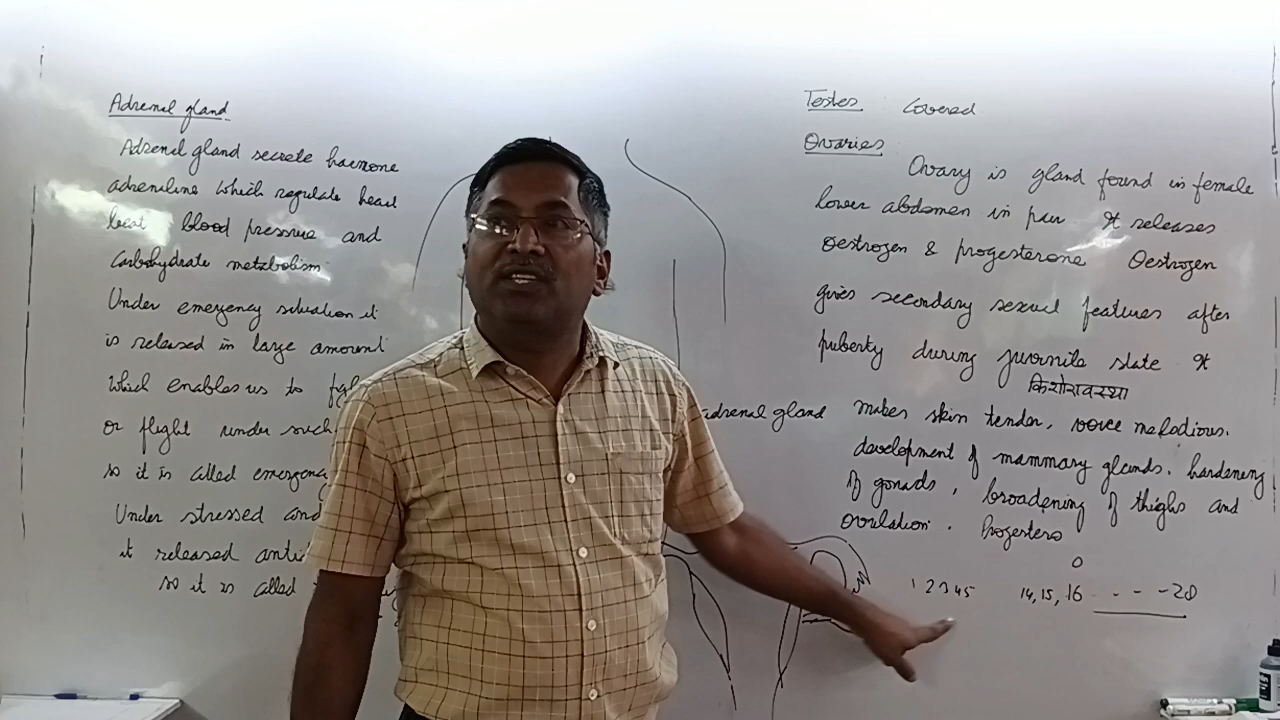 Adrenal gland
Adrenal gland secrete harmone
adreniline which regulate heart
beat blood pressure and
Carbohydrate metabolism
Under emergency situation it
is released in large amount
Which enables us to
or flight under such
so it is called emergency
Under stressed
it released
so it is called
adrenal gland
Testes Covered
Ovaries
Ovary is gland found in female
lower abdomen in pair It releases
Oestrogen & progesterone Oestrogen
gives secondary sexual features after
puberty during juvenile state It
किशोरावस्था
makes skin tender, voice melodious.
development of mammary glands. hardening
of gonads, broadening of thighs and
ovulation. Progestero
o
1 2 3 4 5 14, 15, 16 - - - 28